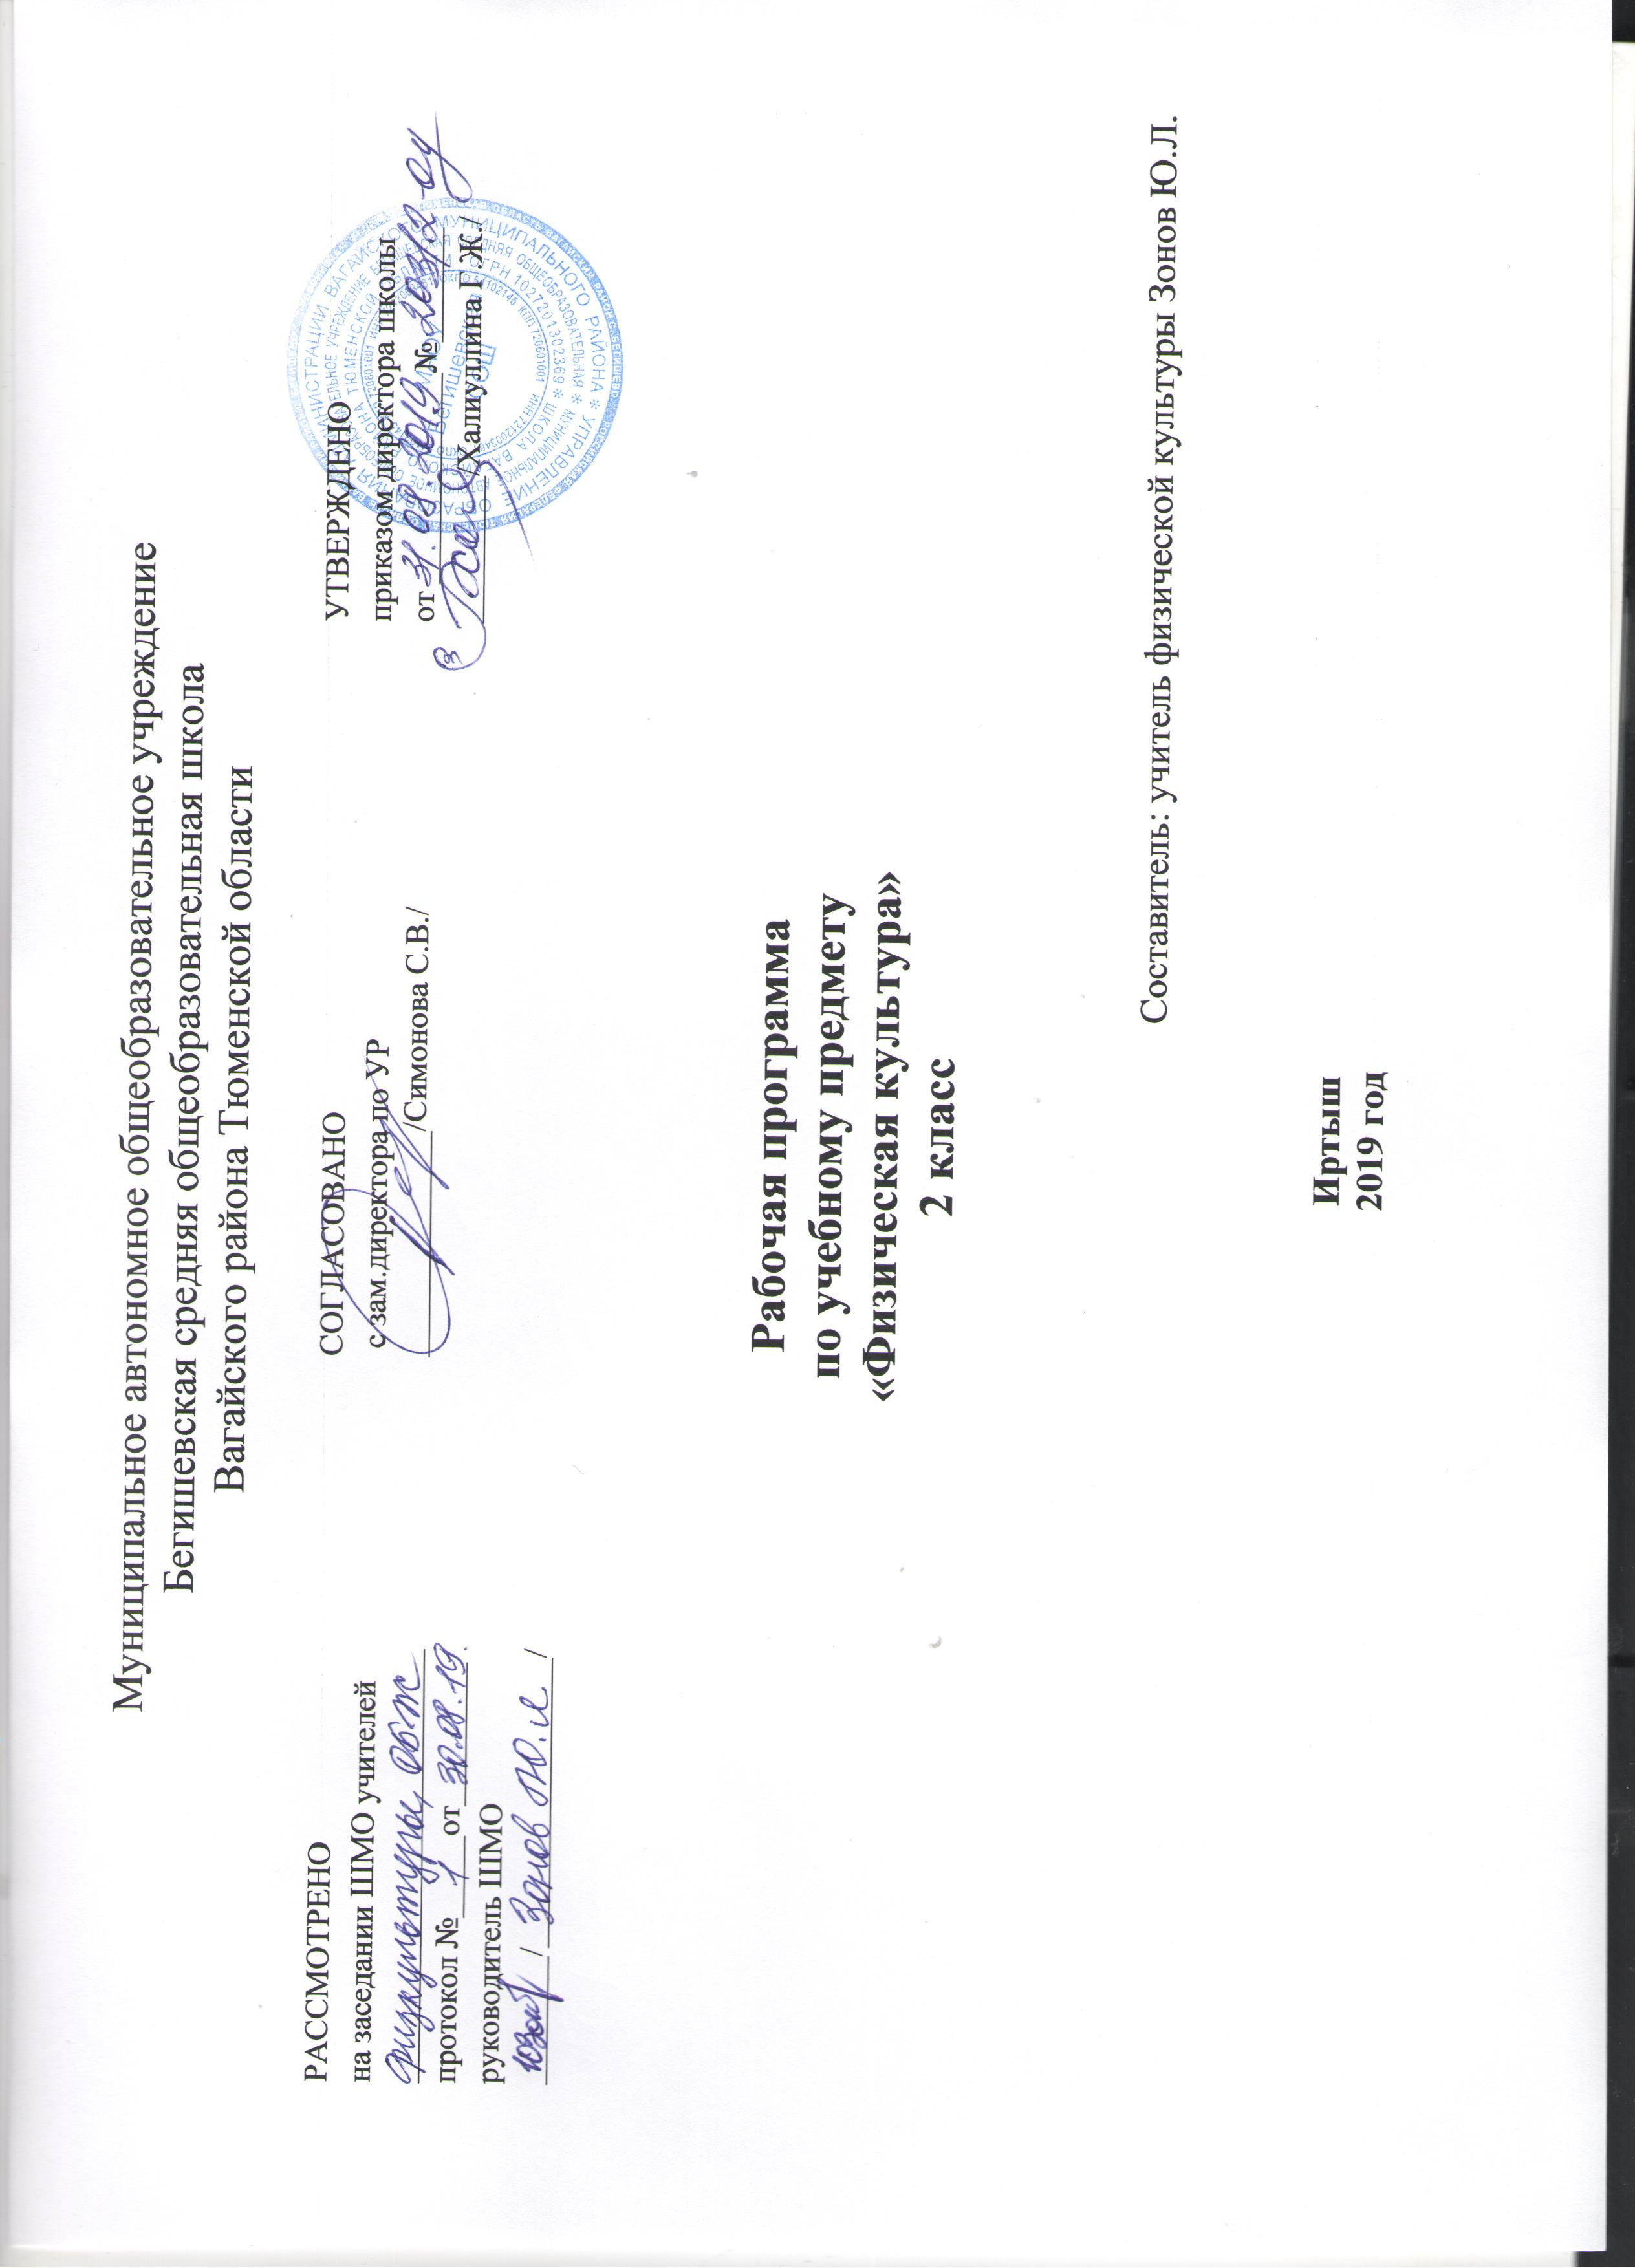 Муниципальное автономное общеобразовательное учреждение
Бегишевская средняя общеобразовательная школа
Вагайского района Тюменской области
РАССМОТРЕНО
на заседании ШМО учителей
физкультуры, ОБЖ
протокол № 1 от 30.08.19.
руководитель ШМО
/ Зонов Ю.Л /
СОГЛАСОВАНО
с зам.директора по УР
/Симонова С.В./
УТВЕРЖДЕНО
приказом директора школы
от 31.08.2019 №
/Халиуллина Г.Ж./
Рабочая программа
по учебному предмету
«Физическая культура»
2 класс
Составитель: учитель физической культуры Зонов Ю.Л.
Иртыш
2019 год